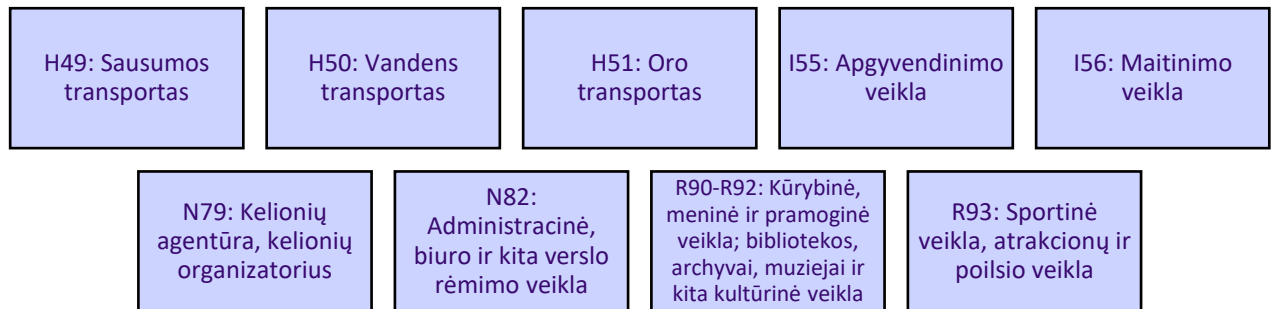 H49: Sausumos
transportas
H50: Vandens
transportas
H51: Oro
transportas
I55: Apgyvendinimo
veikla
I56: Maitinimo
veikla
N79: Kelionių
agentūra, kelionių
organizatorius
N82:
Administracinė,
biuro ir kita verslo
rėmimo veikla
R90-R92: Kūrybinė,
meninė ir pramoginė
veikla; bibliotekos,
archyvai, muziejai ir
kita kultūrinė veikla
R93: Sportinė
veikla, atrakcionų ir
poilsio veikla